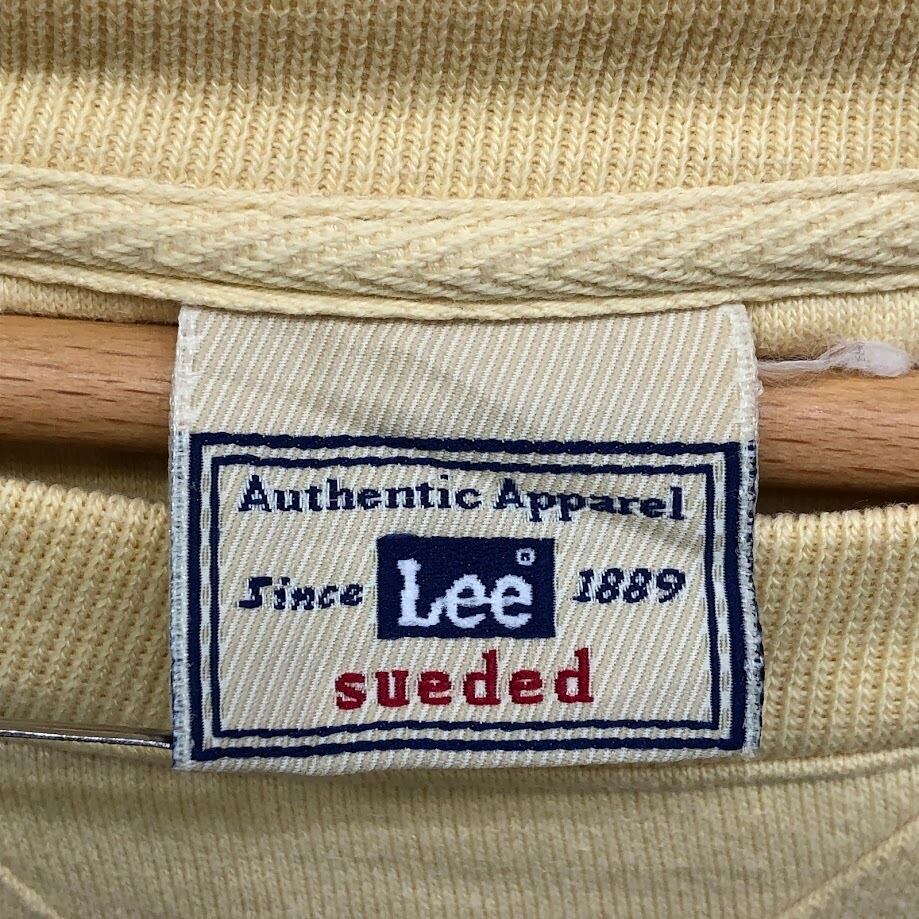 Authentic Apparel
Since Lee® 1889
sueded